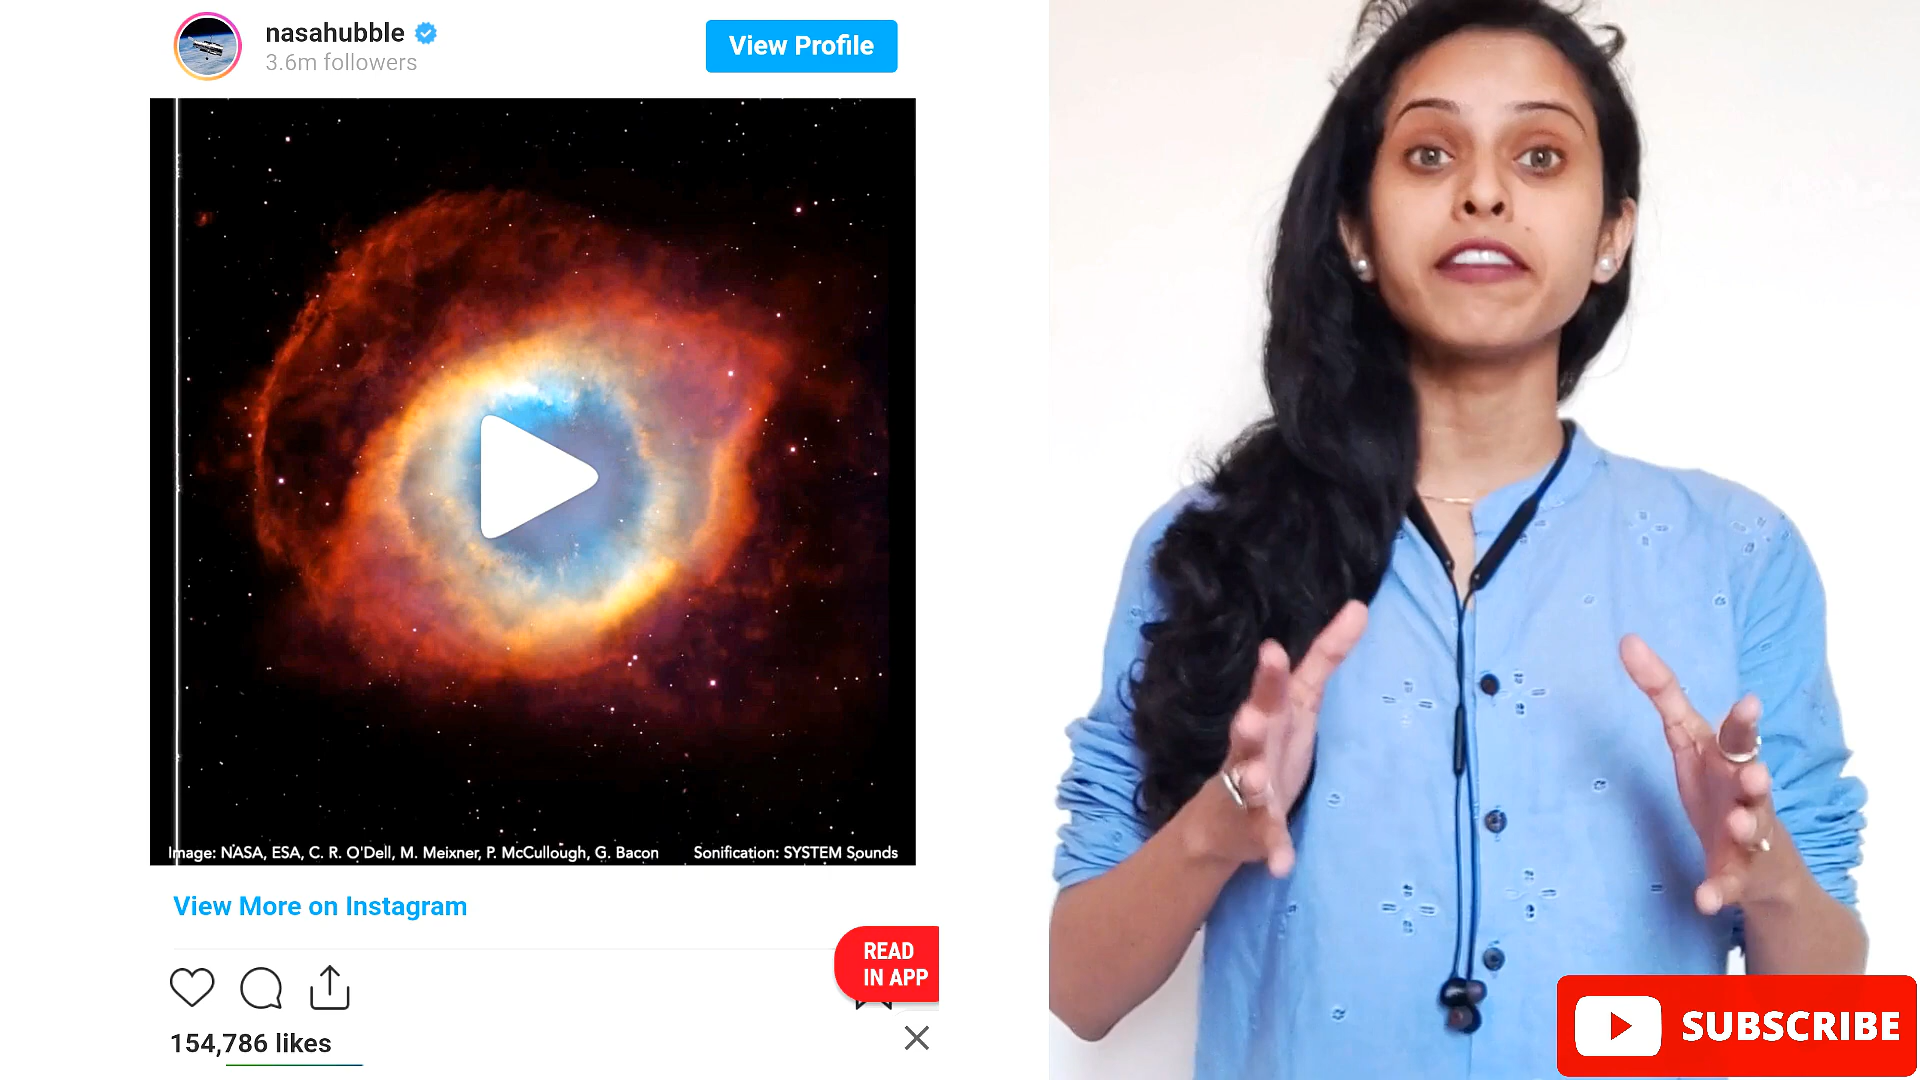 nasahubble
3.6m followers
View Profile
Image: NASA, ESA, C. R. O'Dell, M. Meixner, P. McCullough, G. Bacon
Sonification: SYSTEM Sounds
View More on Instagram
READ
IN APP
154,786 likes
SUBSCRIBE